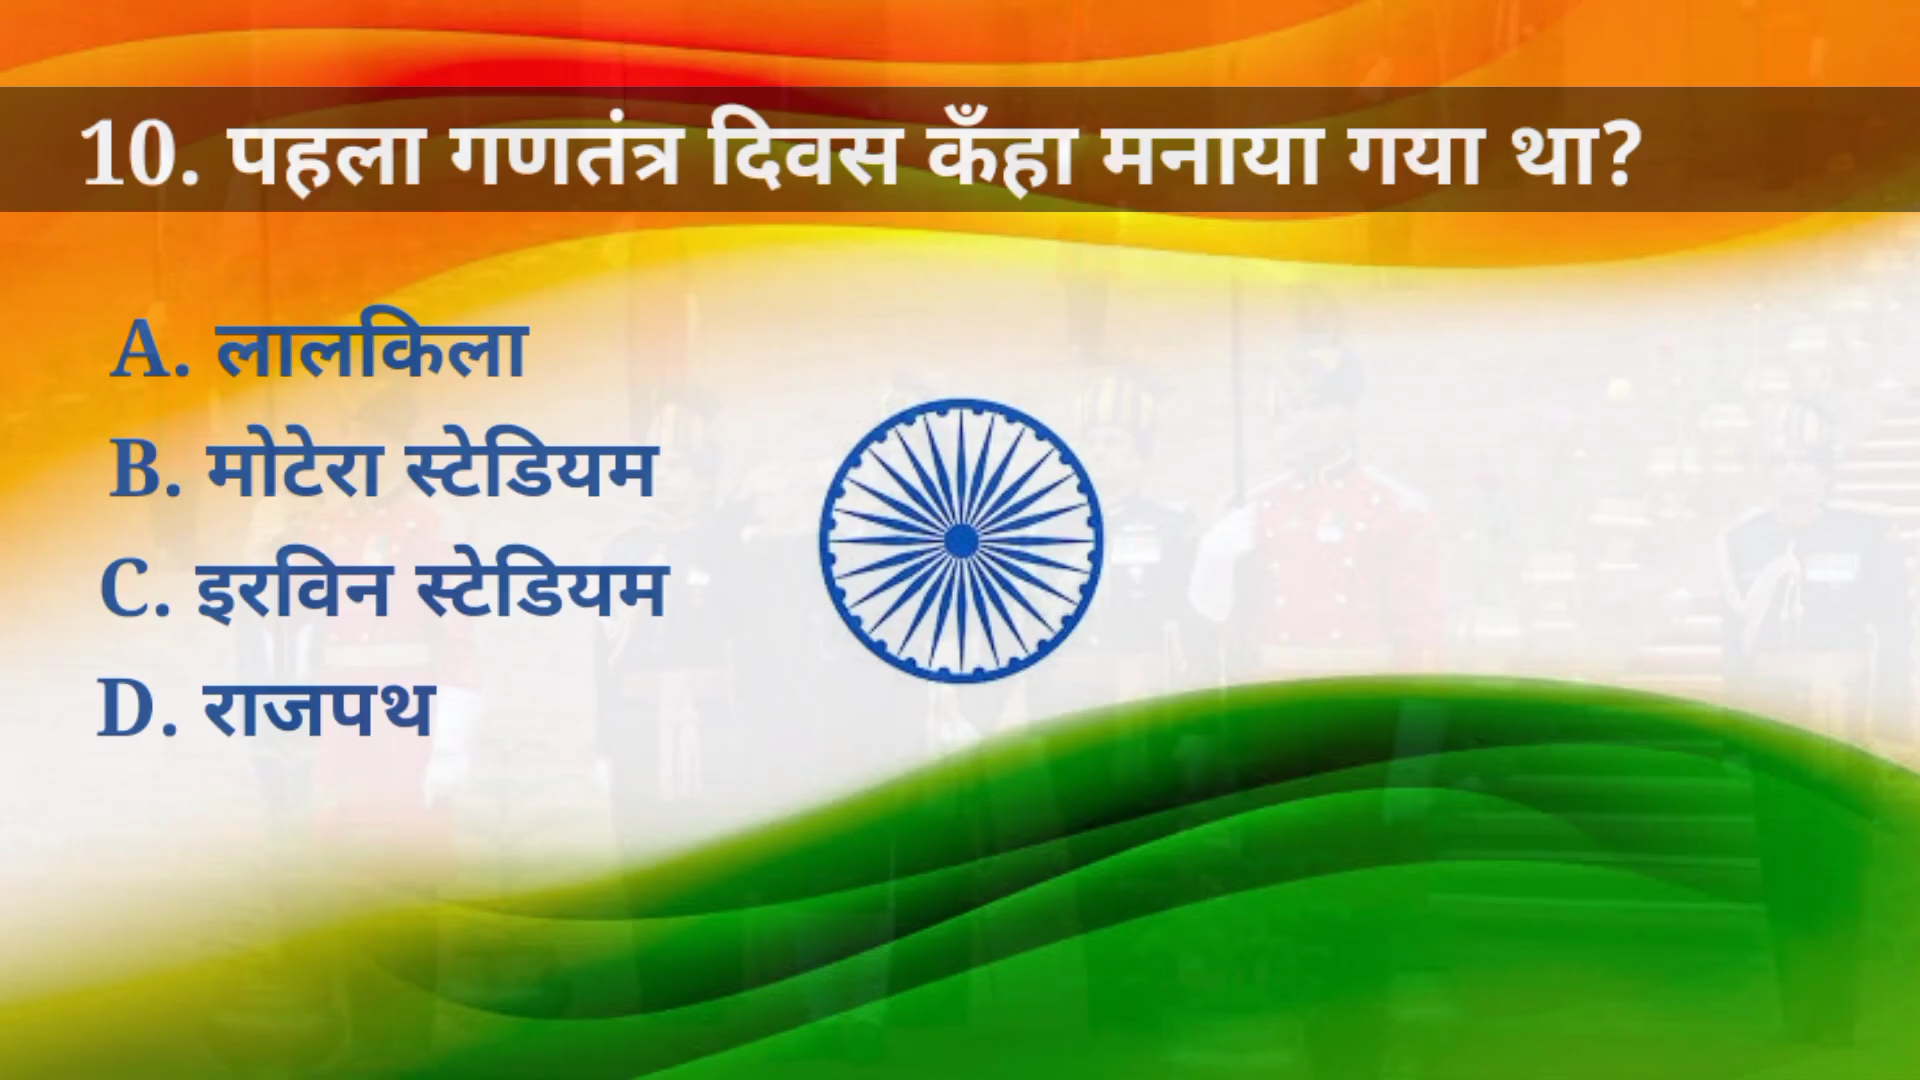 10. पहला गणतंत्र दिवस कँहा मनाया गया था?
A. लालकिला
B. मोटेरा स्टेडियम
C. इरविन स्टेडियम
D. राजपथ